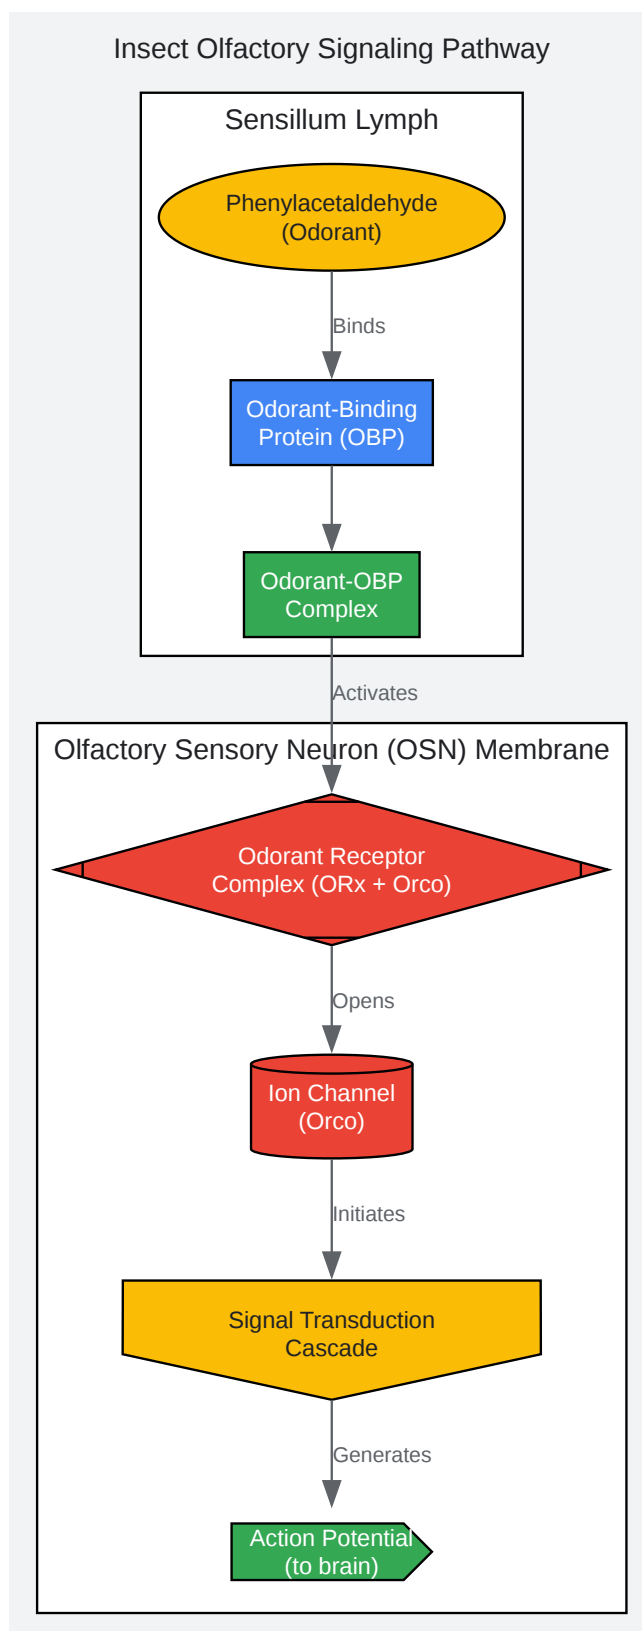 Insect Olfactory Signaling Pathway
Sensillum Lymph
Phenylacetaldehyde
(Odorant)
Binds
Odorant-Binding
Protein (OBP)
Odorant-OBP
Complex
Activates
Olfactory Sensory Neuron (OSN) Membrane
Odorant Receptor
Complex (ORx + Orco)
Opens
Ion Channel
(Orco)
Initiates
Signal Transduction
Cascade
Generates
Action Potential
(to brain)